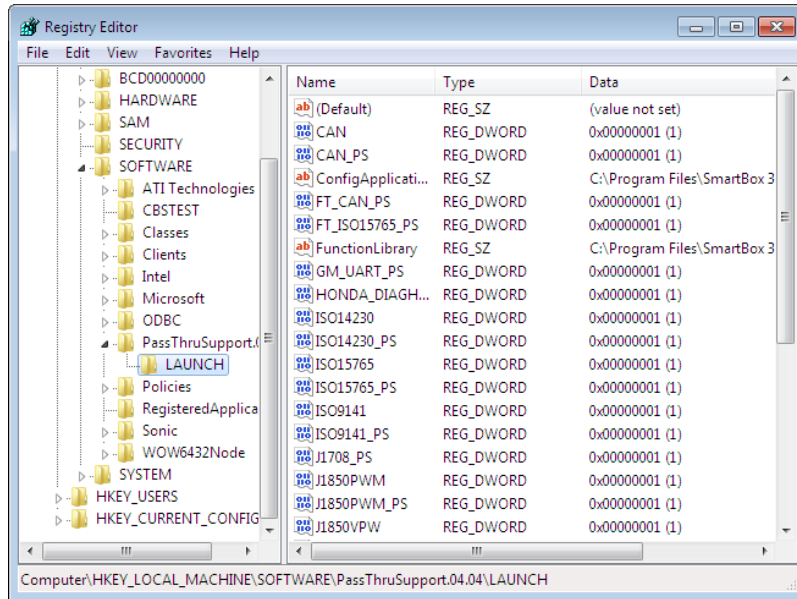 Registry Editor
File Edit View Favorites Help
BCD00000000
HARDWARE
SAM
SECURITY
SOFTWARE
ATI Technologies
CBSTEST
Classes
Clients
Intel
Microsoft
ODBC
PassThruSupport.
LAUNCH
Policies
RegisteredApplica
Sonic
WOW6432Node
SYSTEM
HKEY_USERS
HKEY_CURRENT_CONFIG
Name Type Data
(Default) REG_SZ (value not set)
CAN REG_DWORD 0x00000001 (1)
CAN_PS REG_DWORD 0x00000001 (1)
ConfigApplicati... REG_SZ C:\Program Files\SmartBox 3
FT_CAN_PS REG_DWORD 0x00000001 (1)
FT_ISO15765_PS REG_DWORD 0x00000001 (1)
FunctionLibrary REG_SZ C:\Program Files\SmartBox 3
GM_UART_PS REG_DWORD 0x00000001 (1)
HONDA_DIAGH... REG_DWORD 0x00000001 (1)
ISO14230 REG_DWORD 0x00000001 (1)
ISO14230_PS REG_DWORD 0x00000001 (1)
ISO15765 REG_DWORD 0x00000001 (1)
ISO15765_PS REG_DWORD 0x00000001 (1)
ISO9141 REG_DWORD 0x00000001 (1)
ISO9141_PS REG_DWORD 0x00000001 (1)
J1708_PS REG_DWORD 0x00000001 (1)
J1850PWM REG_DWORD 0x00000001 (1)
J1850PWM_PS REG_DWORD 0x00000001 (1)
J1850VPW REG_DWORD 0x00000001 (1)
Computer\HKEY_LOCAL_MACHINE\SOFTWARE\PassThruSupport.04.04\LAUNCH